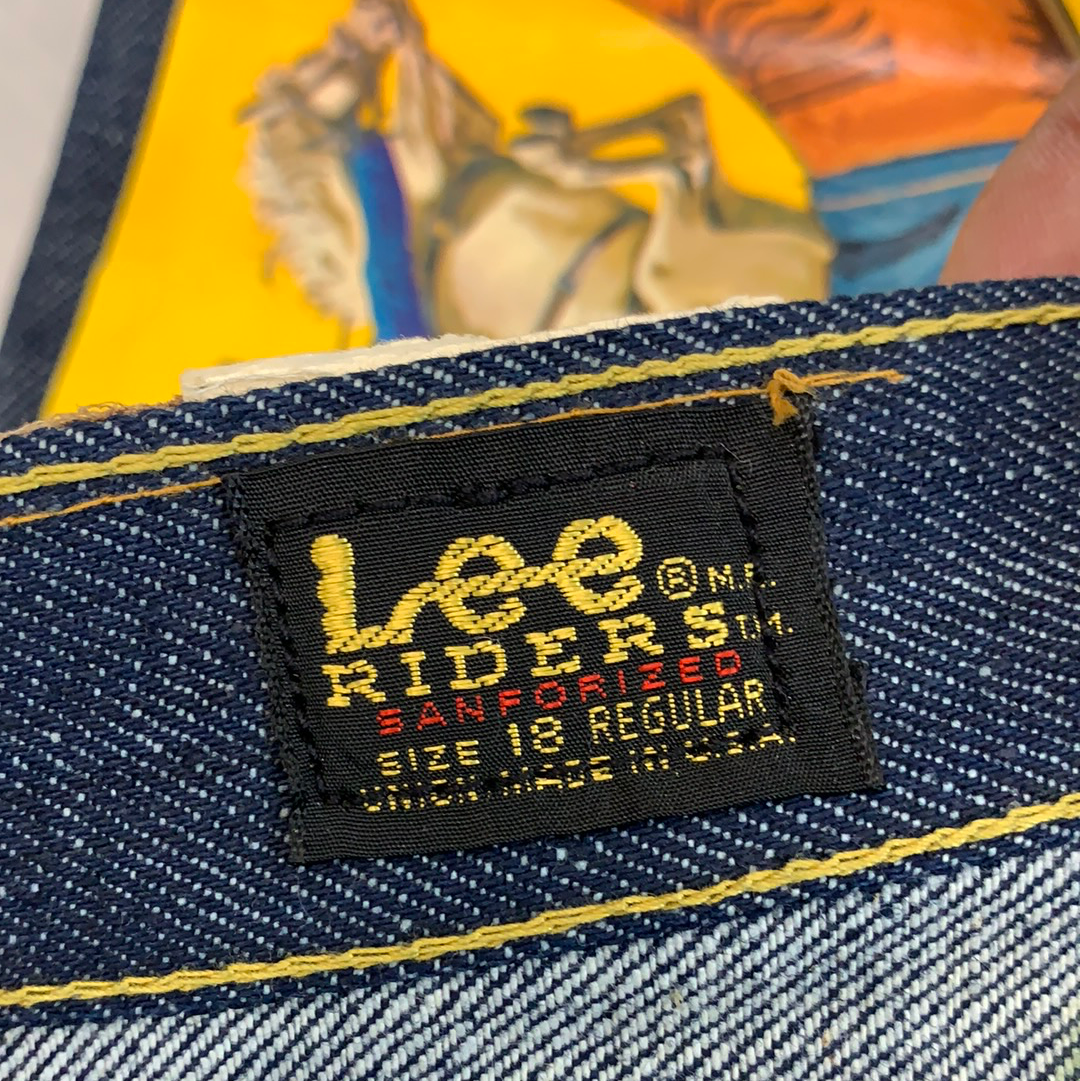 Lee ® M.R.
RIDERS T.M.
SANFORIZED
SIZE 18 REGULAR
UNION MADE IN U.S.A.